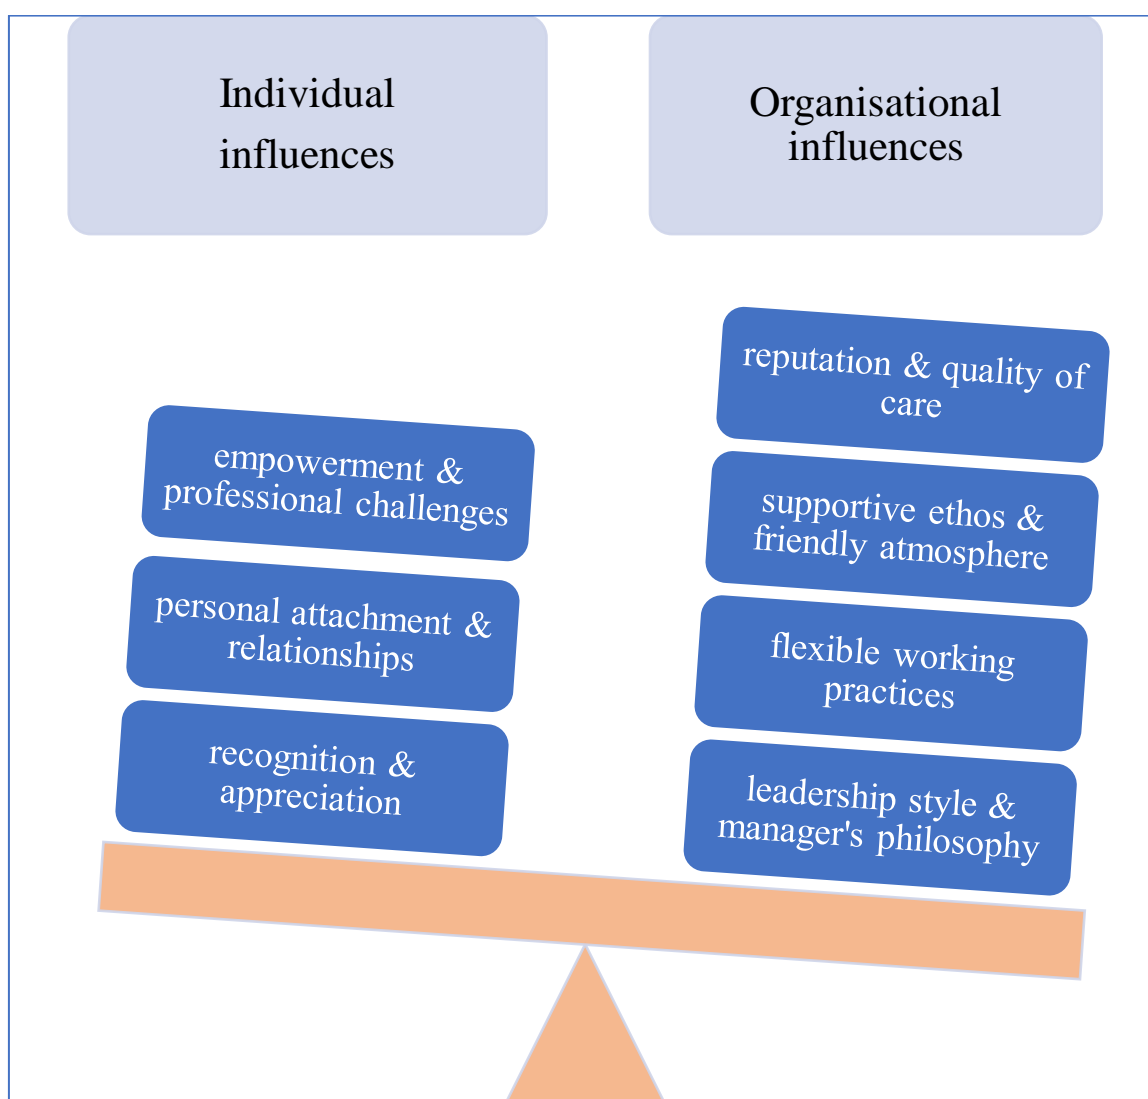 Individual
influences
Organisational
influences
empowerment &
professional challenges
personal attachment &
relationships
recognition &
appreciation
reputation & quality of
care
supportive ethos &
friendly atmosphere
flexible working
practices
leadership style &
manager's philosophy